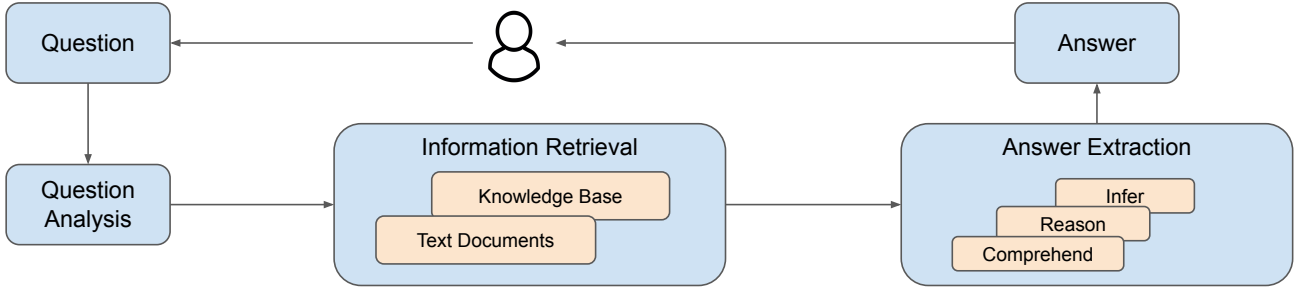 Question
Answer
Question
Analysis
Information Retrieval
Knowledge Base
Text Documents
Answer Extraction
Infer
Reason
Comprehend